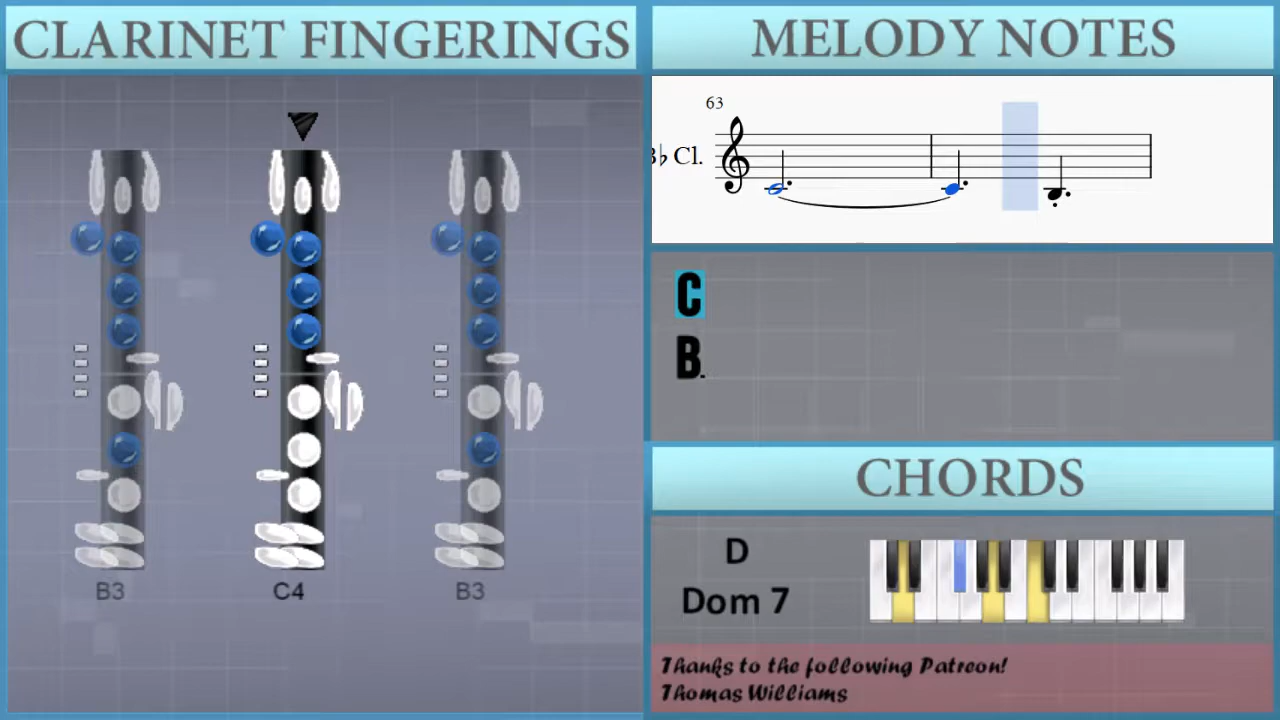 CLARINET FINGERINGS
B3
C4
B3
MELODY NOTES
63
B♭ Cl.
C
B.
CHORDS
D
Dom 7
Thanks to the following Patreon!
Thomas Williams